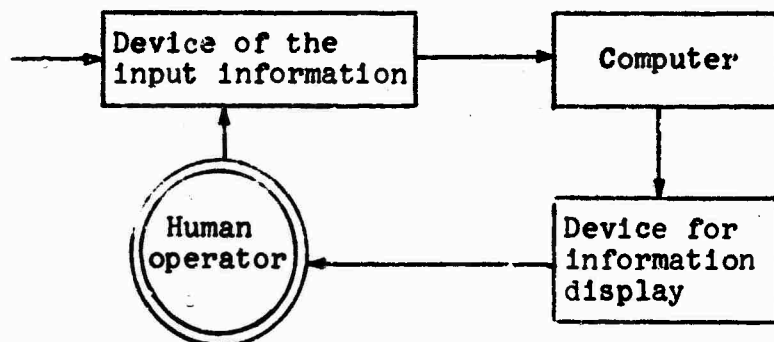 Device of the
input information
Computer
Human
operator
Device for
information
display